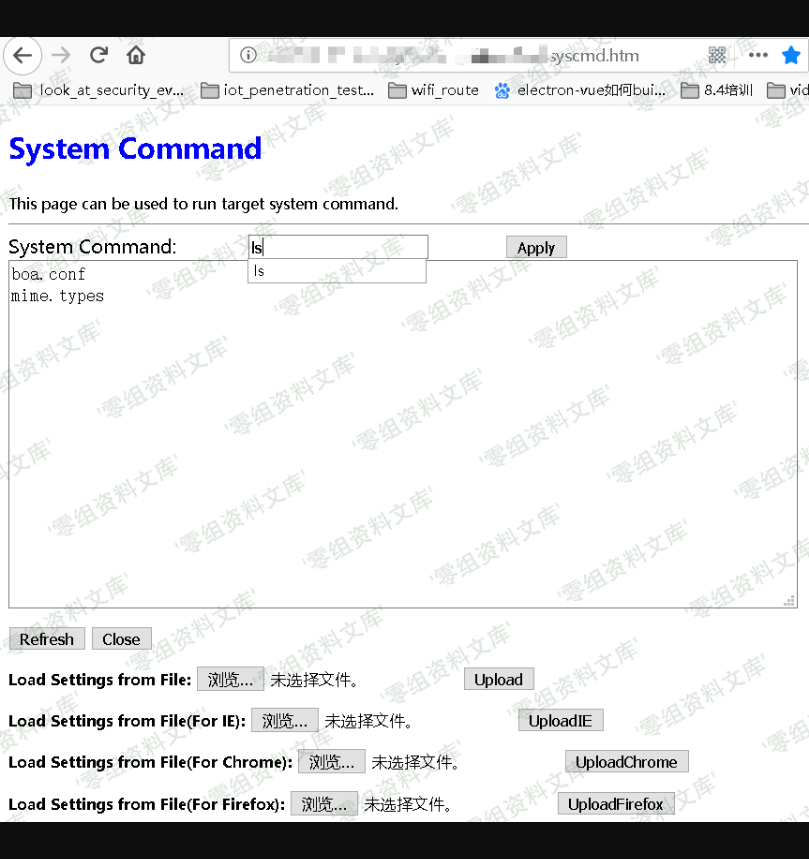 syscmd.htm
look_at_security_ev... iot_penetration_test... wifi_route electron-vue如何bui... 8.4培训 vid
System Command
This page can be used to run target system command.
System Command: ls Apply
ls
boa.conf
mime.types
Refresh Close
Load Settings from File: 浏览... 未选择文件。 Upload
Load Settings from File(For IE): 浏览... 未选择文件。 UploadIE
Load Settings from File(For Chrome): 浏览... 未选择文件。 UploadChrome
Load Settings from File(For Firefox): 浏览... 未选择文件。 UploadFirefox
'零组资料文库'